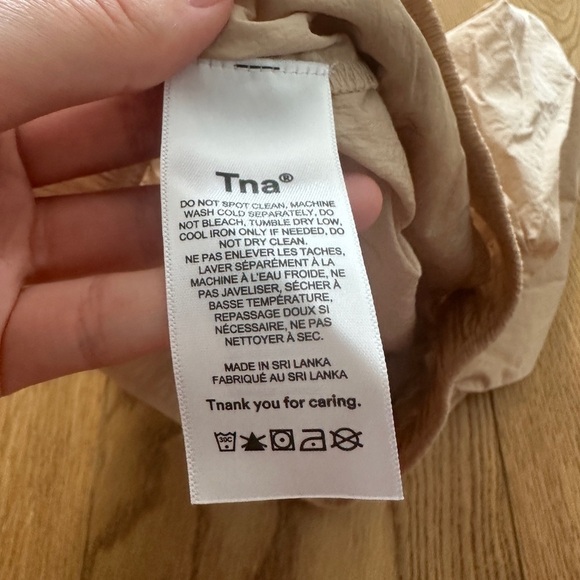 Tna®
DO NOT SPOT CLEAN, MACHINE
WASH COLD SEPARATELY, DO
NOT BLEACH, TUMBLE DRY LOW,
COOL IRON ONLY IF NEEDED, DO
NOT DRY CLEAN.
NE PAS ENLEVER LES TACHES,
LAVER SÉPARÉMENT À LA
MACHINE À L'EAU FROIDE, NE
PAS JAVELISER, SÉCHER À
BASSE TEMPÉRATURE,
REPASSAGE DOUX SI
NÉCESSAIRE, NE PAS
NETTOYER À SEC.
MADE IN SRI LANKA
FABRIQUÉ AU SRI LANKA
Tnank you for caring.
30C